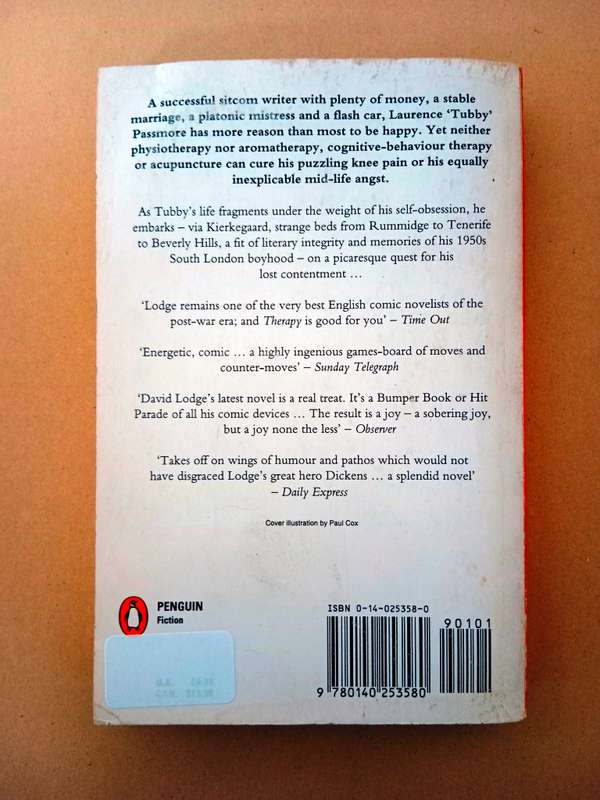 A successful sitcom writer with plenty of money, a stable
marriage, a platonic mistress and a flash car, Laurence ‘Tubby’
Passmore has more reason than most to be happy. Yet neither
physiotherapy nor aromatherapy, cognitive-behaviour therapy
or acupuncture can cure his puzzling knee pain or his equally
inexplicable mid-life angst.
As Tubby’s life fragments under the weight of his self-obsession, he
embarks – via Kierkegaard, strange beds from Rummidge to Tenerife
to Beverly Hills, a fit of literary integrity and memories of his 1950s
South London boyhood – on a picaresque quest for his
lost contentment …
‘Lodge remains one of the very best English comic novelists of the
post-war era; and Therapy is good for you’ – Time Out
‘Energetic, comic … a highly ingenious games-board of moves and
counter-moves’ – Sunday Telegraph
‘David Lodge’s latest novel is a real treat. It’s a Bumper Book or Hit
Parade of all his comic devices … The result is a joy – a sobering joy,
but a joy none the less’ – Observer
‘Takes off on wings of humour and pathos which would not
have disgraced Lodge’s great hero Dickens … a splendid novel’
– Daily Express
Cover illustration by Paul Cox
PENGUIN
Fiction
ISBN 0-14-025358-0
90101
9 780140 253580